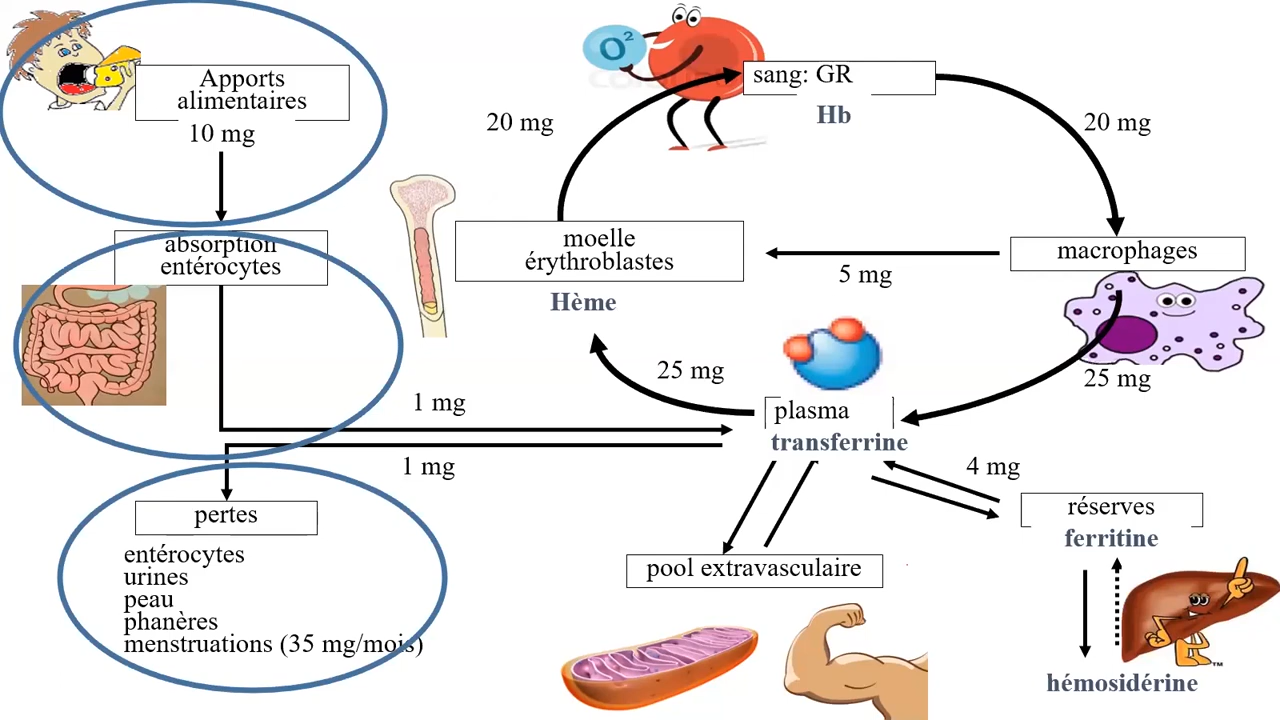 Apports
alimentaires
10 mg
absorption
entérocytes
1 mg
1 mg
pertes
entérocytes
urines
peau
phanères
menstruations (35 mg/mois)
O²
sang: GR
Hb
20 mg
20 mg
moelle
érythroblastes
Hème
5 mg
macrophages
25 mg
25 mg
plasma
transferrine
4 mg
réserves
ferritine
pool extravasculaire
hémosidérine
TM